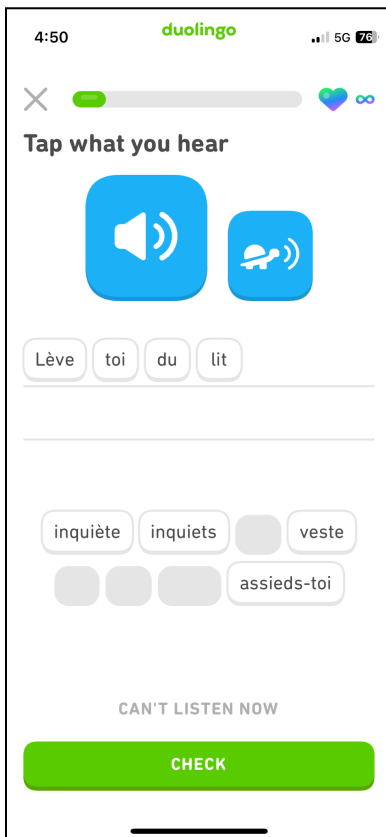 4:50 duolingo 5G 76
∞
Tap what you hear
Lève toi du lit
inquiète inquiets veste
assieds-toi
CAN'T LISTEN NOW
CHECK